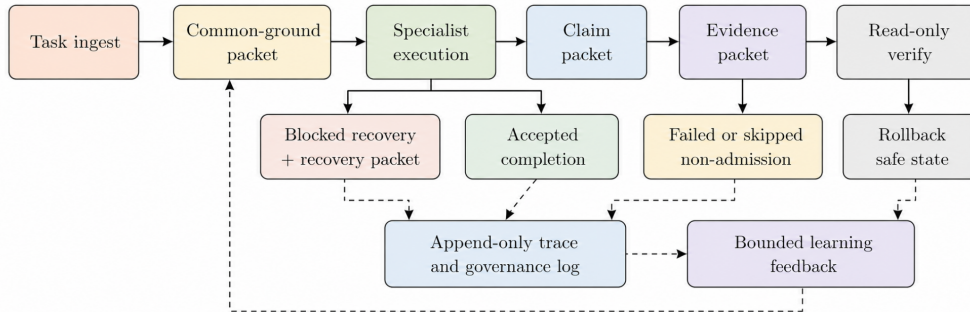 Task ingest
Common-ground
packet
Specialist
execution
Claim
packet
Evidence
packet
Read-only
verify
Blocked recovery
+ recovery packet
Accepted
completion
Failed or skipped
non-admission
Rollback
safe state
Append-only trace
and governance log
Bounded learning
feedback